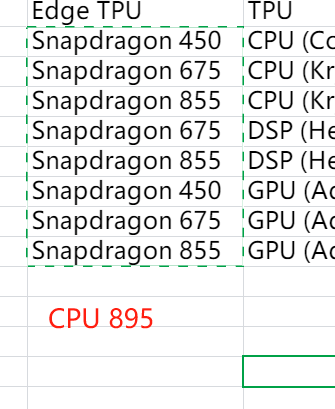 Edge TPU TPU
Snapdragon 450 CPU (Co
Snapdragon 675 CPU (Kr
Snapdragon 855 CPU (Kr
Snapdragon 675 DSP (He
Snapdragon 855 DSP (He
Snapdragon 450 GPU (Ad
Snapdragon 675 GPU (Ad
Snapdragon 855 GPU (Ad
CPU 895